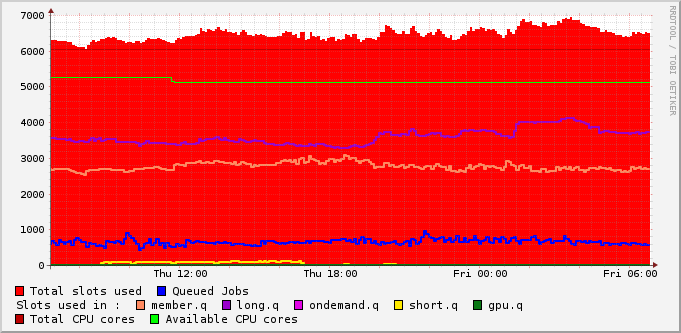 7000
6000
5000
4000
3000
2000
1000
0
Thu 12:00 Thu 18:00 Fri 00:00 Fri 06:00
RRDTOOL / TOBI OETIKER
Total slots used Queued Jobs
Slots used in : member.q long.q ondemand.q short.q gpu.q
Total CPU cores Available CPU cores